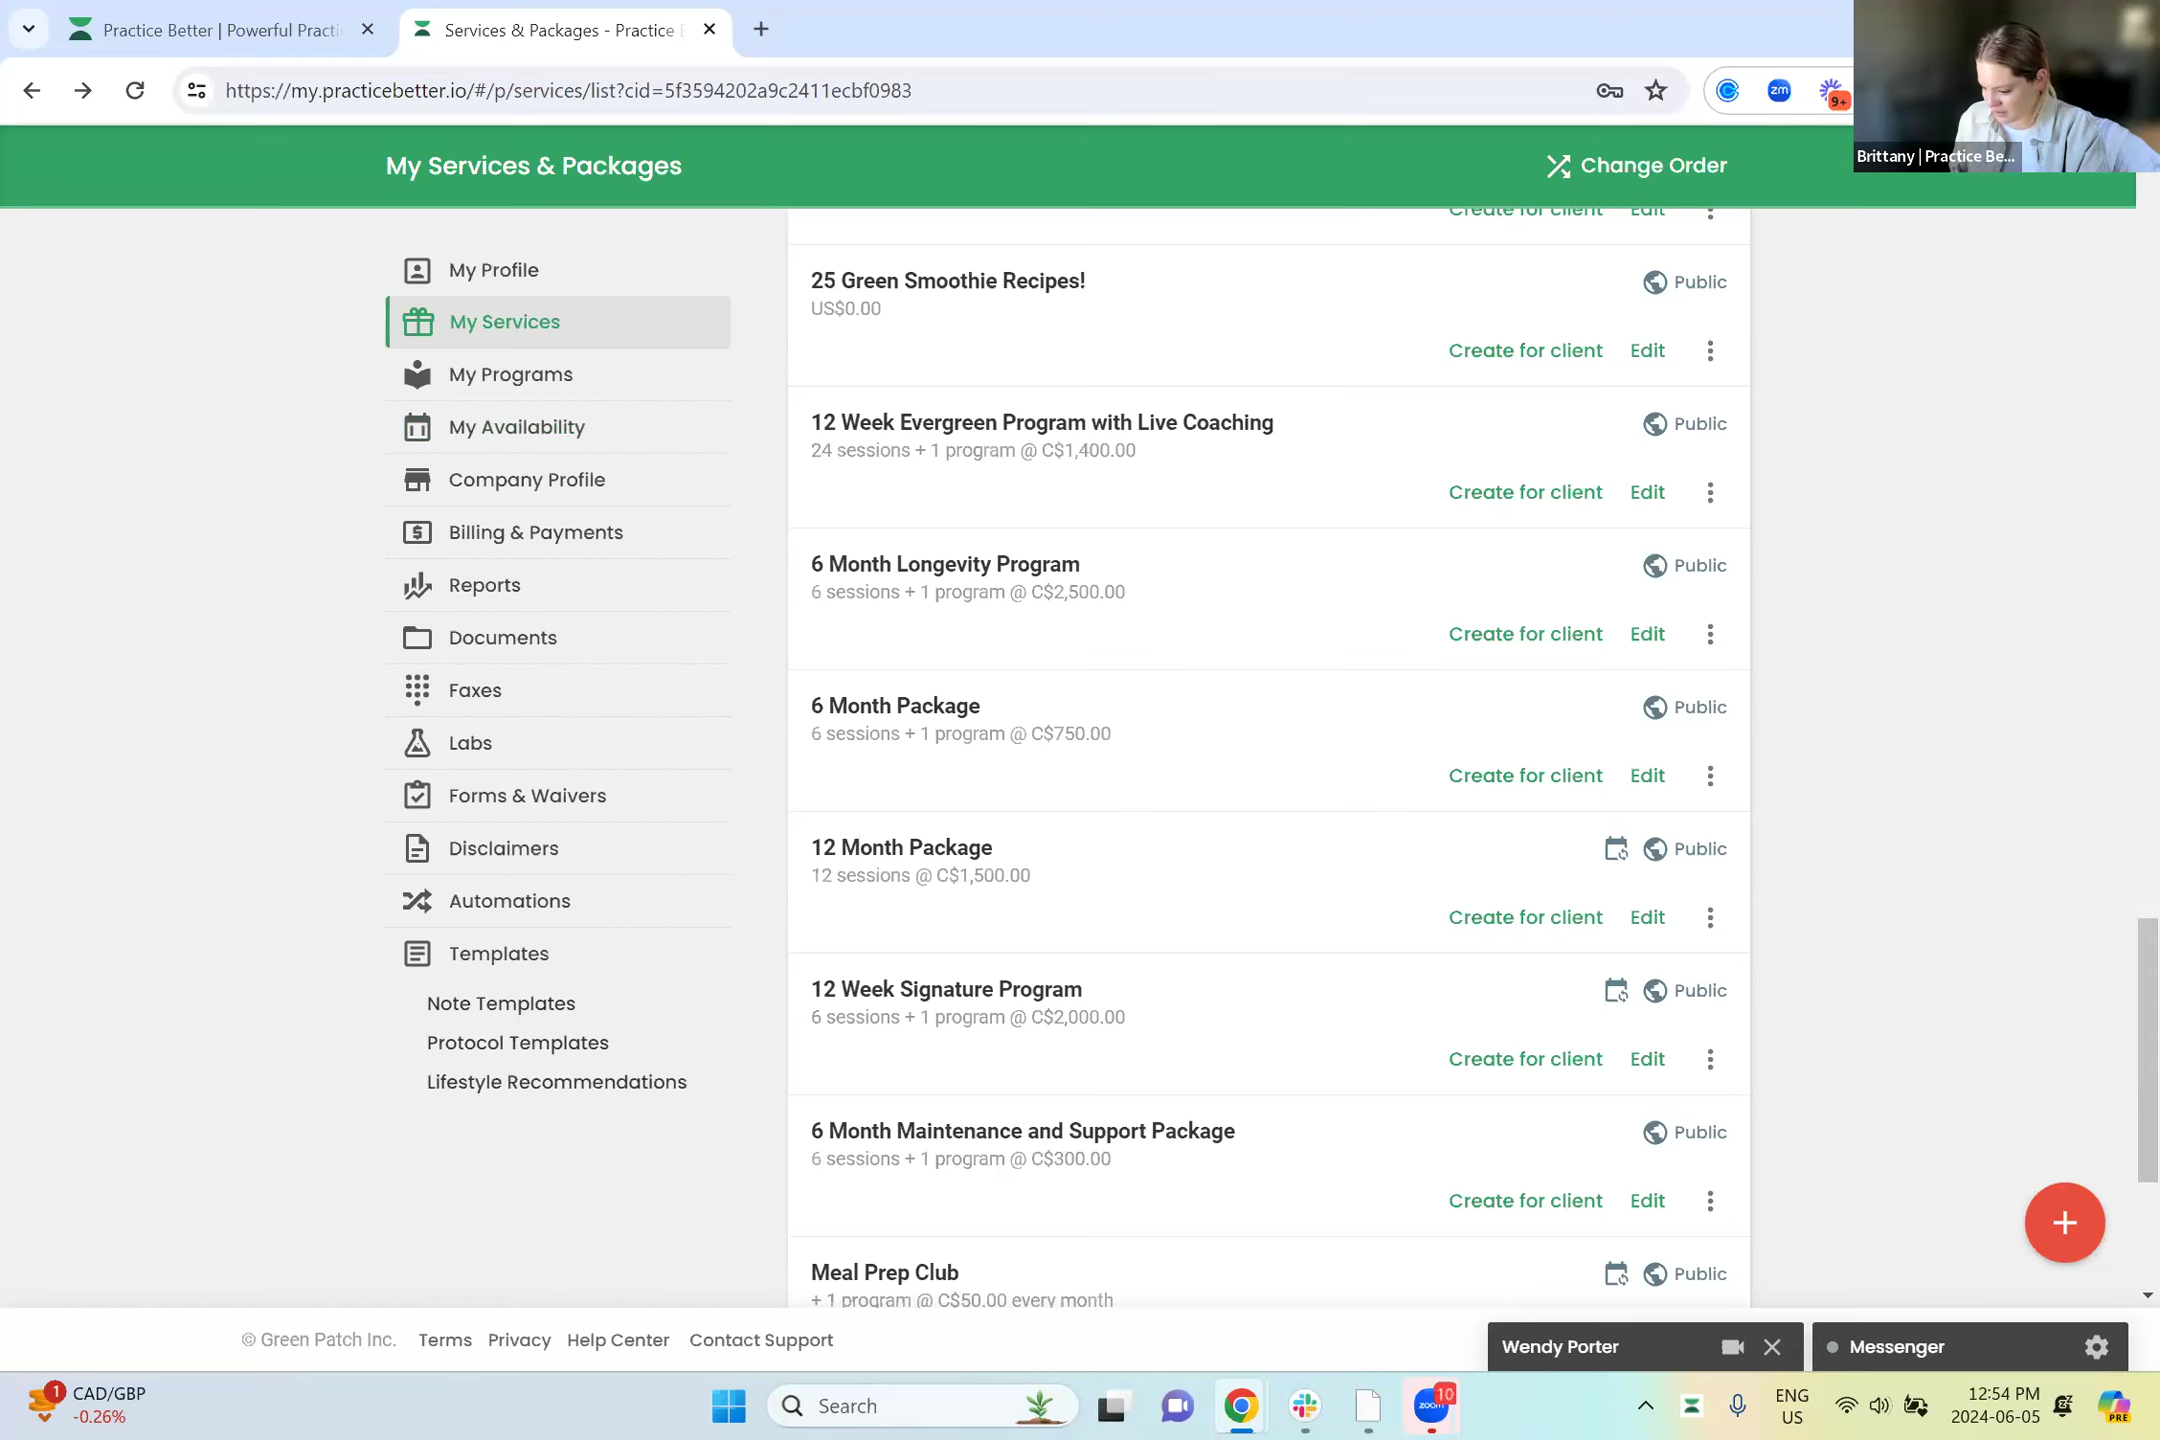 Practice Better | Powerful Practi
Services & Packages - Practice B
https://my.practicebetter.io/#/p/services/list?cid=5f3594202a9c2411ecbf0983
zm
9+
Brittany | Practice Be...
My Services & Packages
Change Order
My Profile
My Services
My Programs
My Availability
Company Profile
Billing & Payments
Reports
Documents
Faxes
Labs
Forms & Waivers
Disclaimers
Automations
Templates
Note Templates
Protocol Templates
Lifestyle Recommendations
Create for client Edit
25 Green Smoothie Recipes! Public
US$0.00
Create for client Edit
12 Week Evergreen Program with Live Coaching Public
24 sessions + 1 program @ C$1,400.00
Create for client Edit
6 Month Longevity Program Public
6 sessions + 1 program @ C$2,500.00
Create for client Edit
6 Month Package Public
6 sessions + 1 program @ C$750.00
Create for client Edit
12 Month Package Public
12 sessions @ C$1,500.00
Create for client Edit
12 Week Signature Program Public
6 sessions + 1 program @ C$2,000.00
Create for client Edit
6 Month Maintenance and Support Package Public
6 sessions + 1 program @ C$300.00
Create for client Edit
Meal Prep Club Public
+ 1 program @ C$50.00 every month
© Green Patch Inc. Terms Privacy Help Center Contact Support
Wendy Porter
Messenger
1
CAD/GBP
-0.26%
Search
zoom
10
ENG
US
12:54 PM
2024-06-05
PRE